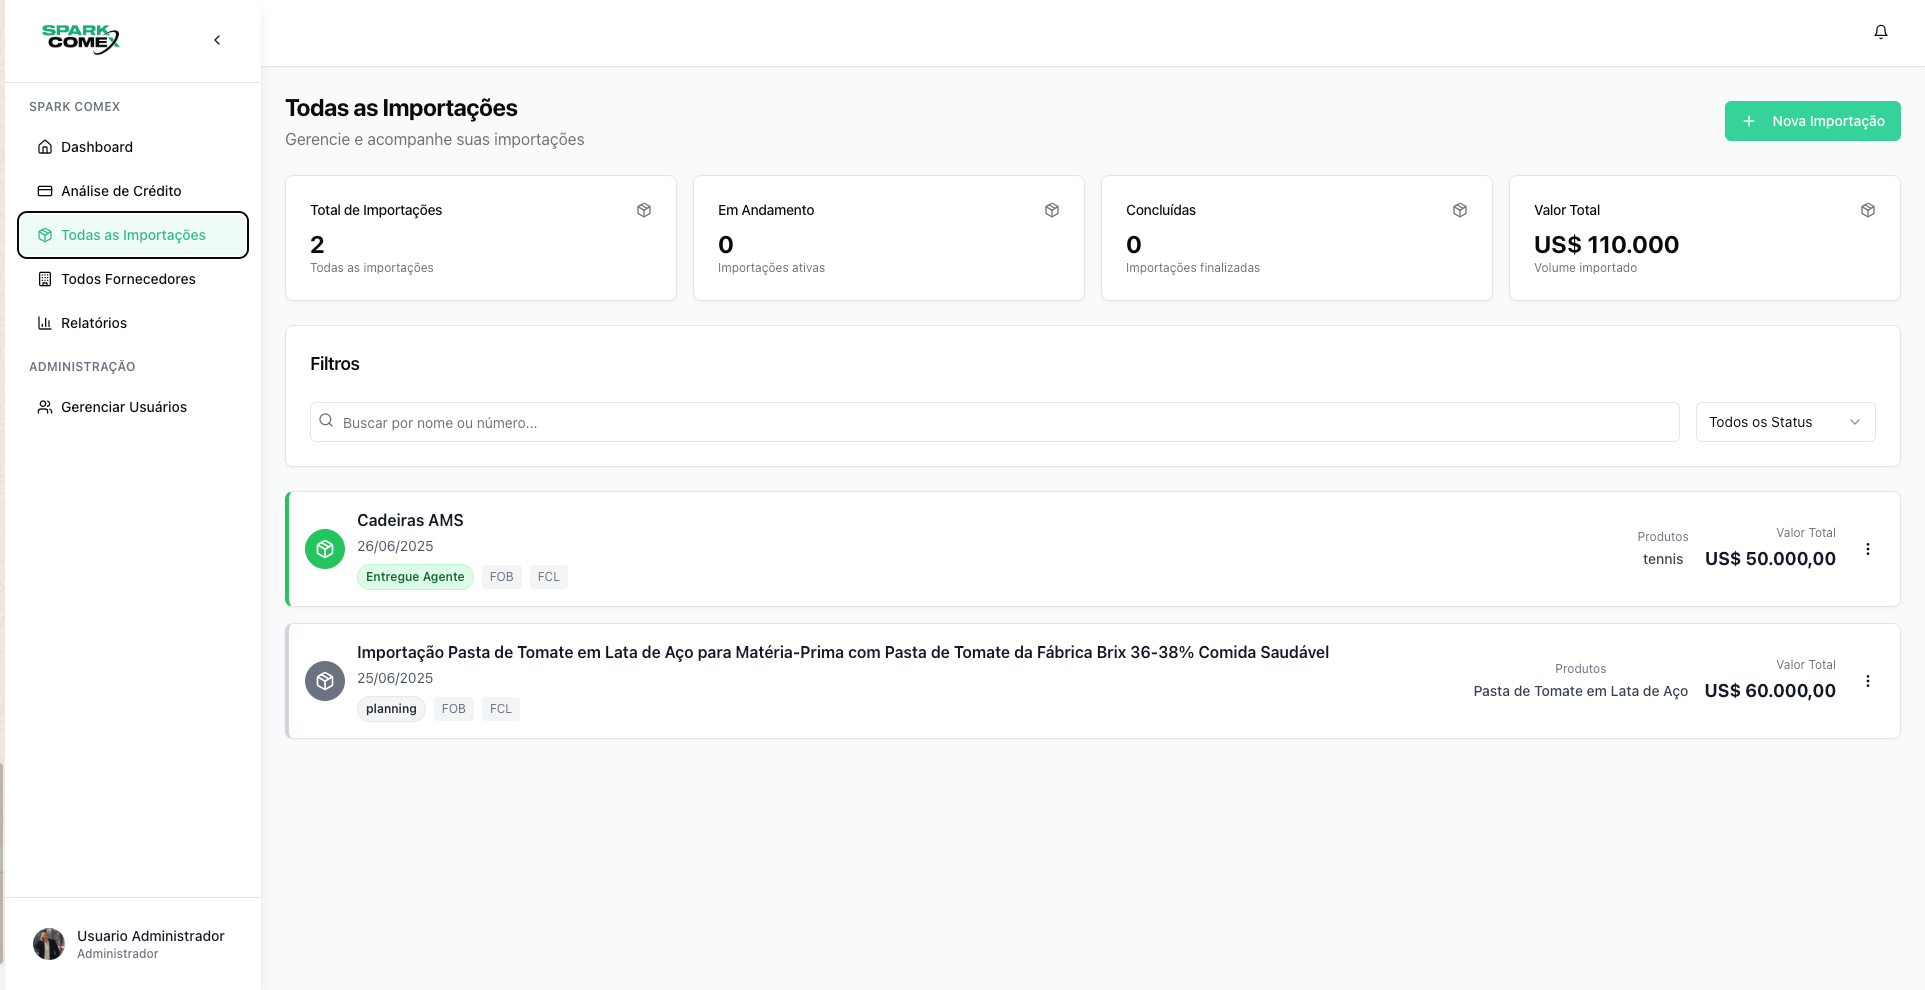 SPARK
COMEX
SPARK COMEX
Dashboard
Análise de Crédito
Todas as Importações
Todos Fornecedores
Relatórios
ADMINISTRAÇÃO
Gerenciar Usuários
Usuario Administrador
Administrador
Todas as Importações
Gerencie e acompanhe suas importações
Nova Importação
Total de Importações
2
Todas as importações
Em Andamento
0
Importações ativas
Concluídas
0
Importações finalizadas
Valor Total
US$ 110.000
Volume importado
Filtros
Buscar por nome ou número...
Todos os Status
Cadeiras AMS
26/06/2025
Entregue Agente FOB FCL
Produtos
tennis
Valor Total
US$ 50.000,00
Importação Pasta de Tomate em Lata de Aço para Matéria-Prima com Pasta de Tomate da Fábrica Brix 36-38% Comida Saudável
25/06/2025
planning FOB FCL
Produtos
Pasta de Tomate em Lata de Aço
Valor Total
US$ 60.000,00